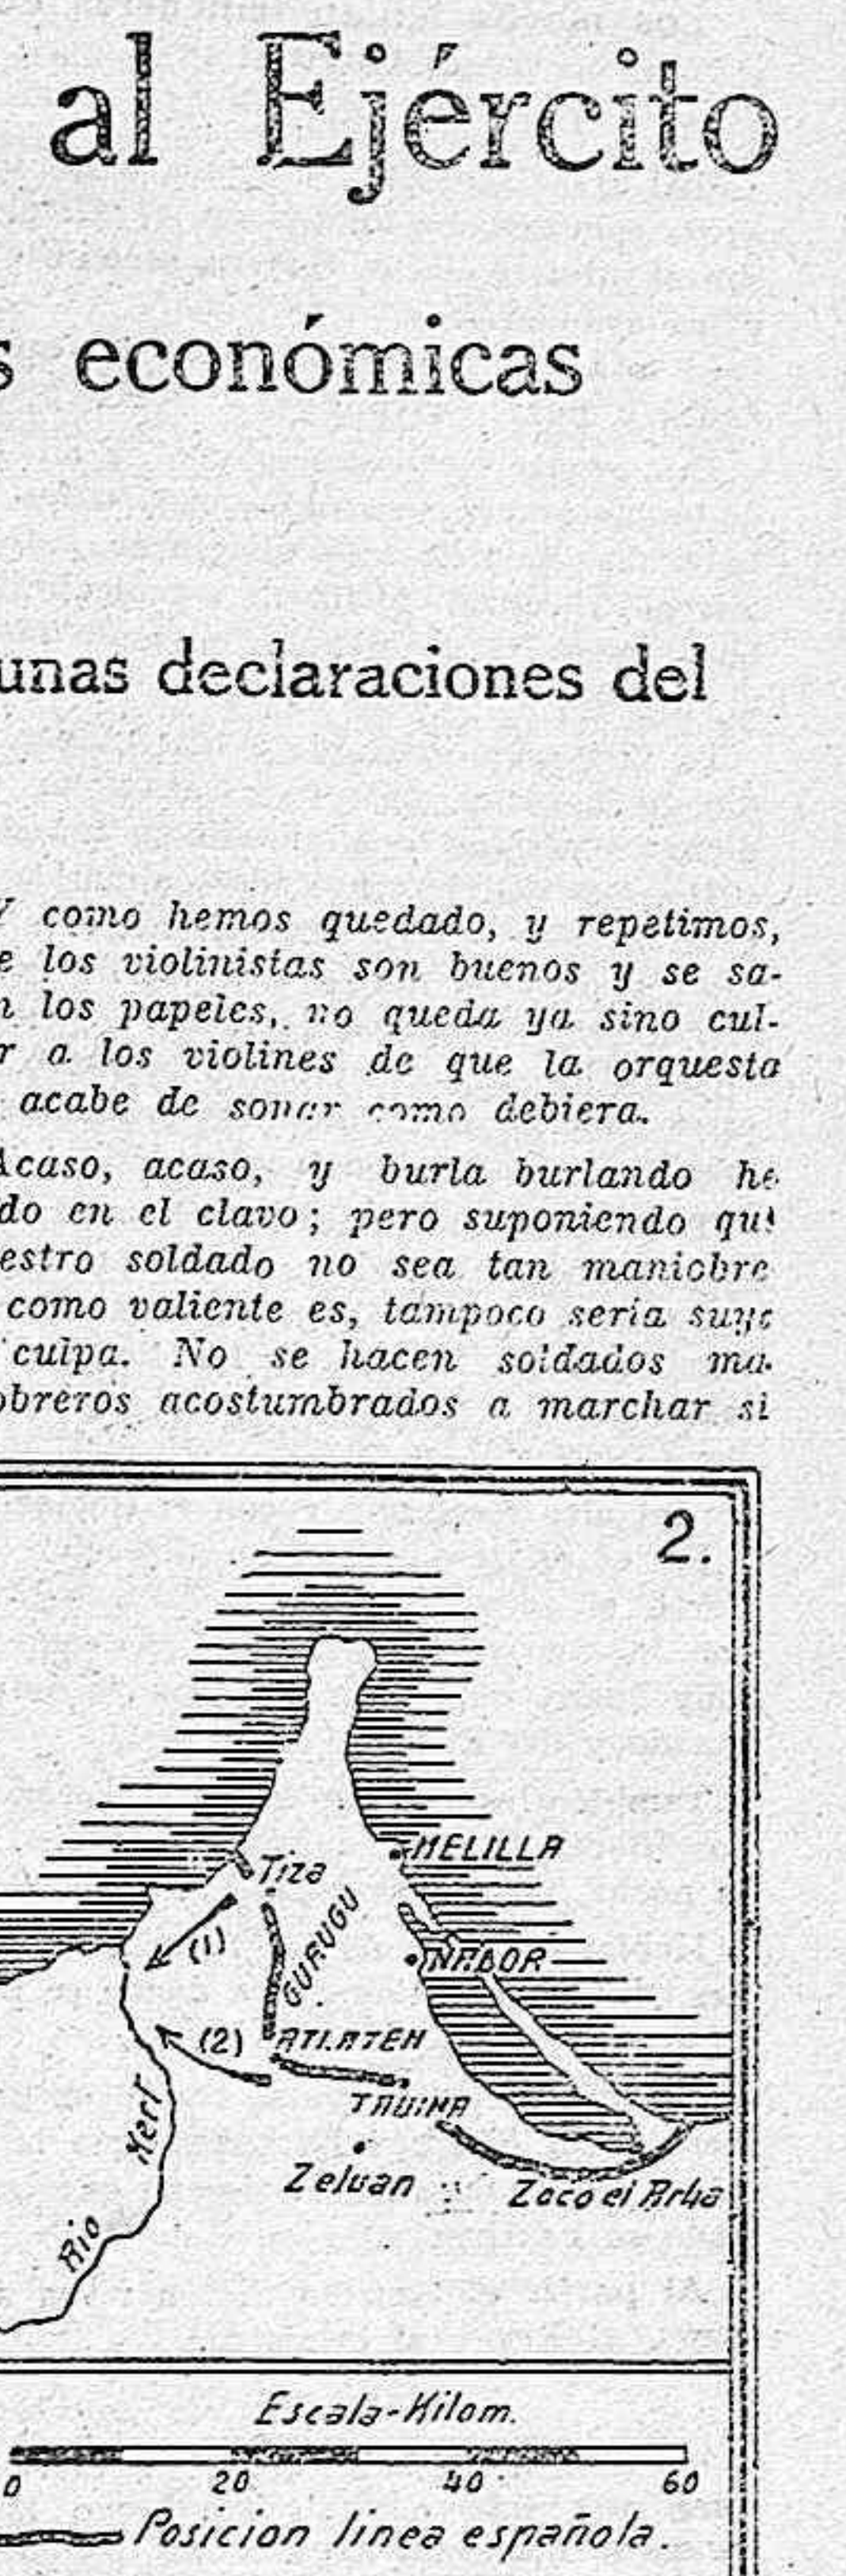 al Ejército
s económicas
unas declaraciones del
Y como hemos quedado, y repetimos,
e los violinistas son buenos y se sa-
n los papeles, no queda ya sino cul-
r a los violines de que la orquesta
acabe de sonar como debiera.
Acaso, acaso, y burla burlando he
do en el clavo; pero suponiendo que
estro soldado no sea tan maniobre
como valiente es, tampoco sería suya
culpa. No se hacen soldados ma-
obreros acostumbrados a marchar si
2.
MELILLA
Tiza
GURUGU
(1)
NADOR
(2)
ATLATEN
TAUIMA
Rio Kert
Zeluan
Zoco el Arba
Escala-Kilom.
0 20 40 60
Posicion linea española.